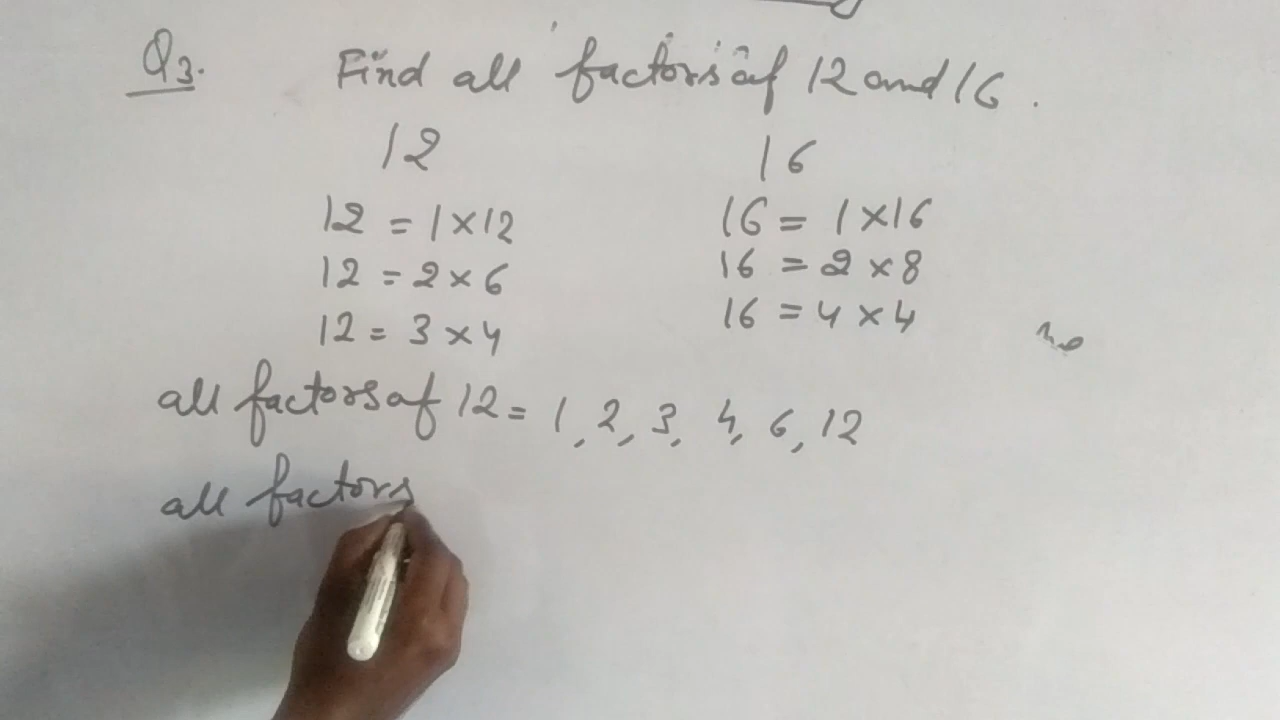 Q3. Find all factors of 12 and 16.
12 16
12 = 1 × 12 16 = 1 × 16
12 = 2 × 6 16 = 2 × 8
12 = 3 × 4 16 = 4 × 4
all factors of 12 = 1, 2, 3, 4, 6, 12
all factors